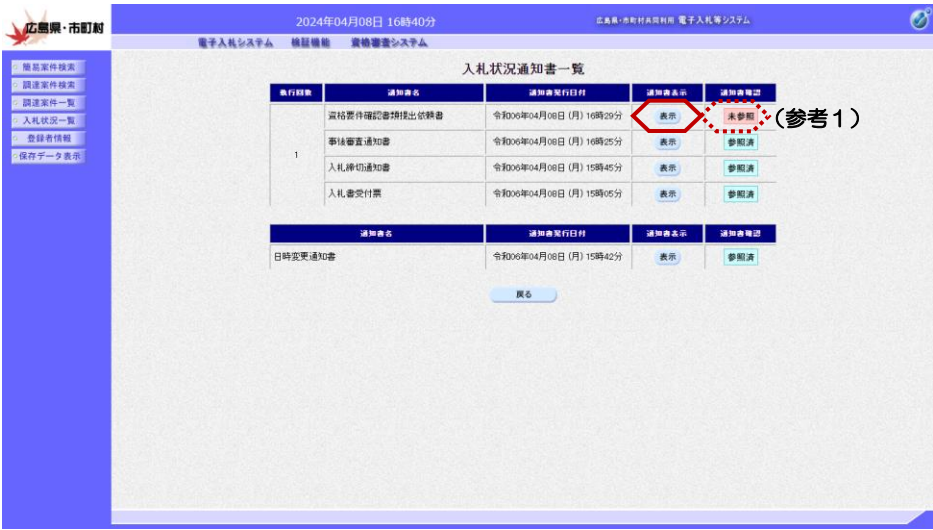 広島県・市町村
2024年04月08日 16時40分
広島県・市町村共同利用 電子入札等システム
電子入札システム 検証機能 資格審査システム
簡易案件検索
調達案件検索
調達案件一覧
入札状況一覧
登録者情報
保存データ表示
入札状況通知書一覧
執行回数 通知書名 通知書発行日付 通知書表示 通知書確認
1
資格要件確認書類提出依頼書 令和06年04月08日 (月) 16時29分 表示 未参照
(参考1)
事後審査通知書 令和06年04月08日 (月) 16時25分 表示 参照済
入札締切通知書 令和06年04月08日 (月) 15時45分 表示 参照済
入札書受付票 令和06年04月08日 (月) 15時05分 表示 参照済
通知書名 通知書発行日付 通知書表示 通知書確認
日時変更通知書 令和06年04月08日 (月) 15時42分 表示 参照済
戻る